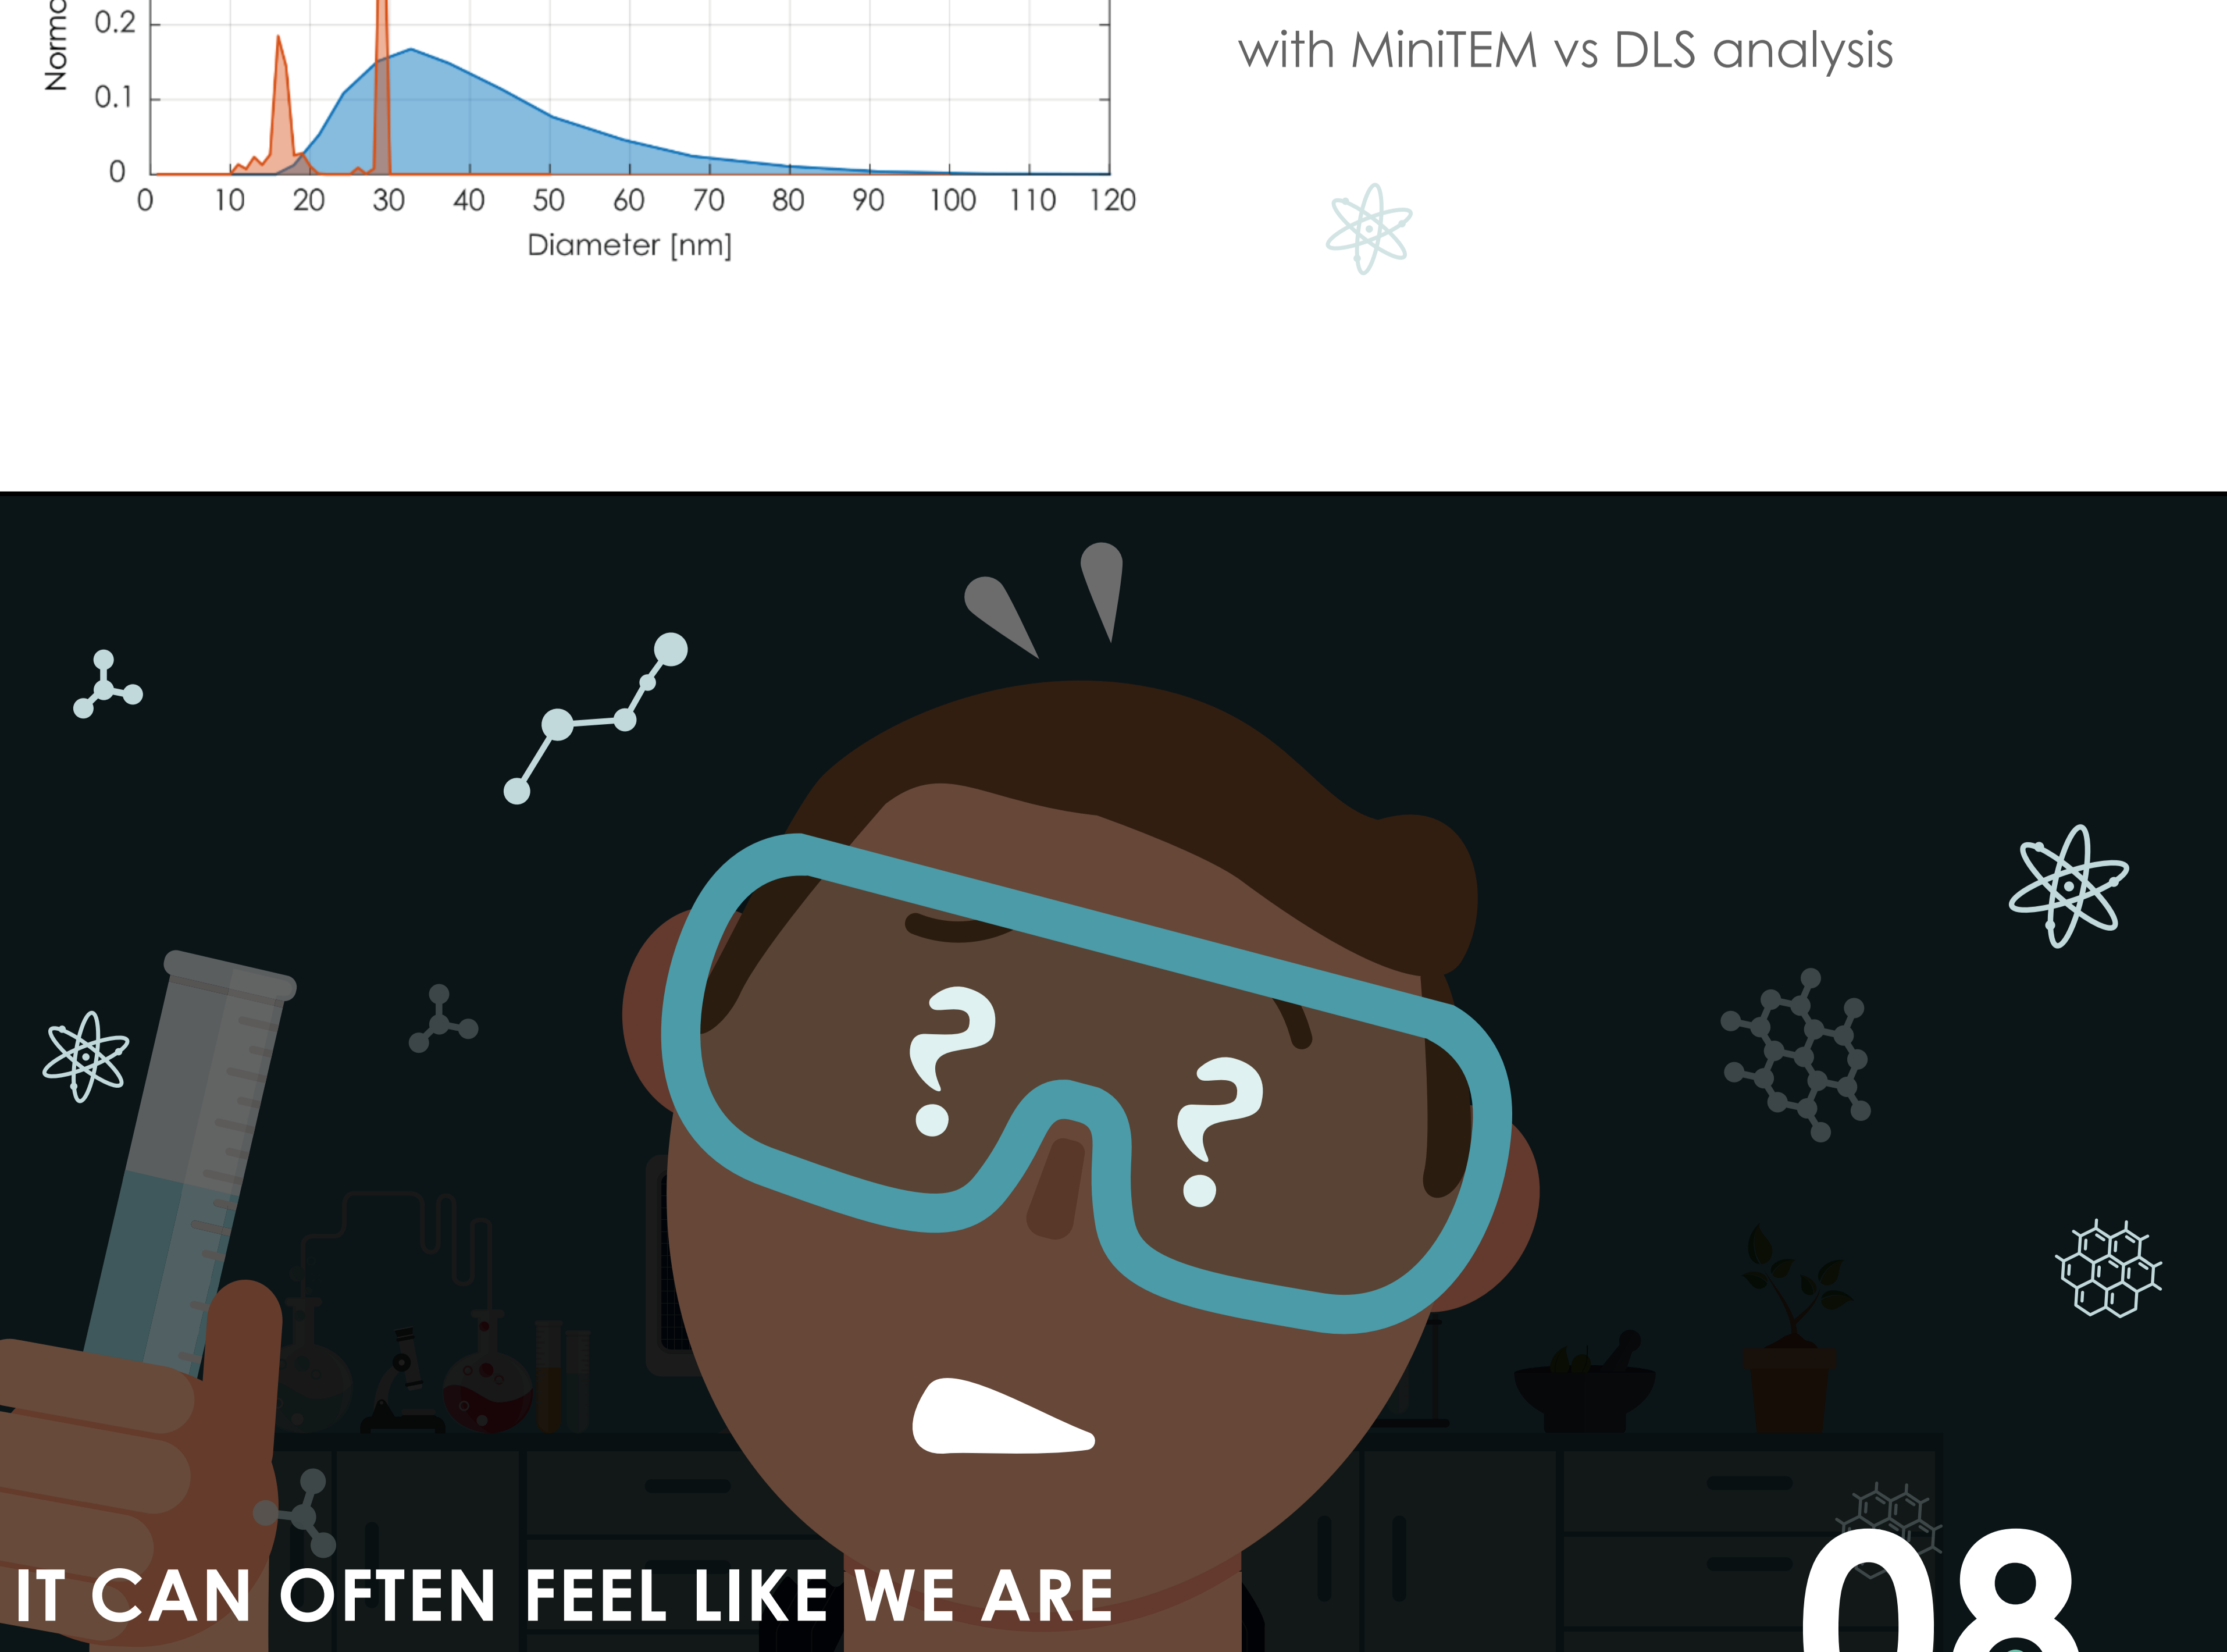 Norma
0.2
0.1
0
0 10 20 30 40 50 60 70 80 90 100 110 120
Diameter [nm]
with MiniTEM vs DLS analysis
? ?
IT CAN OFTEN FEEL LIKE WE ARE
08